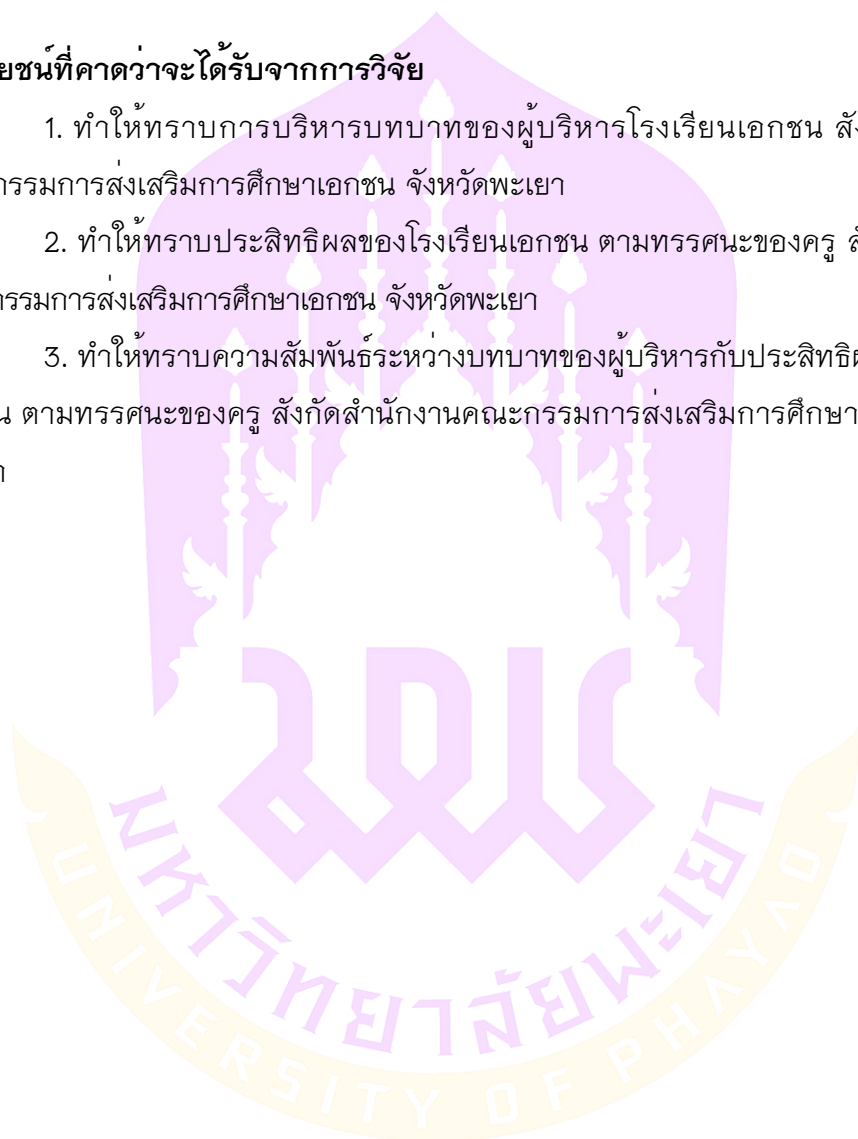 ยชน์ที่คาดว่าจะได้รับจากการวิจัย
1. ทำให้ทราบการบริหารบทบาทของผู้บริหารโรงเรียนเอกชน สัง
กรรมการส่งเสริมการศึกษาเอกชน จังหวัดพะเยา
2. ทำให้ทราบประสิทธิผลของโรงเรียนเอกชน ตามทรรศนะของครู สั
กรรมการส่งเสริมการศึกษาเอกชน จังหวัดพะเยา
3. ทำให้ทราบความสัมพันธ์ระหว่างบทบาทของผู้บริหารกับประสิทธิผ
น ตามทรรศนะของครู สังกัดสำนักงานคณะกรรมการส่งเสริมการศึกษา
า
มหาวิทยาลัยพะเยา
UNIVERSITY OF PHAYAO